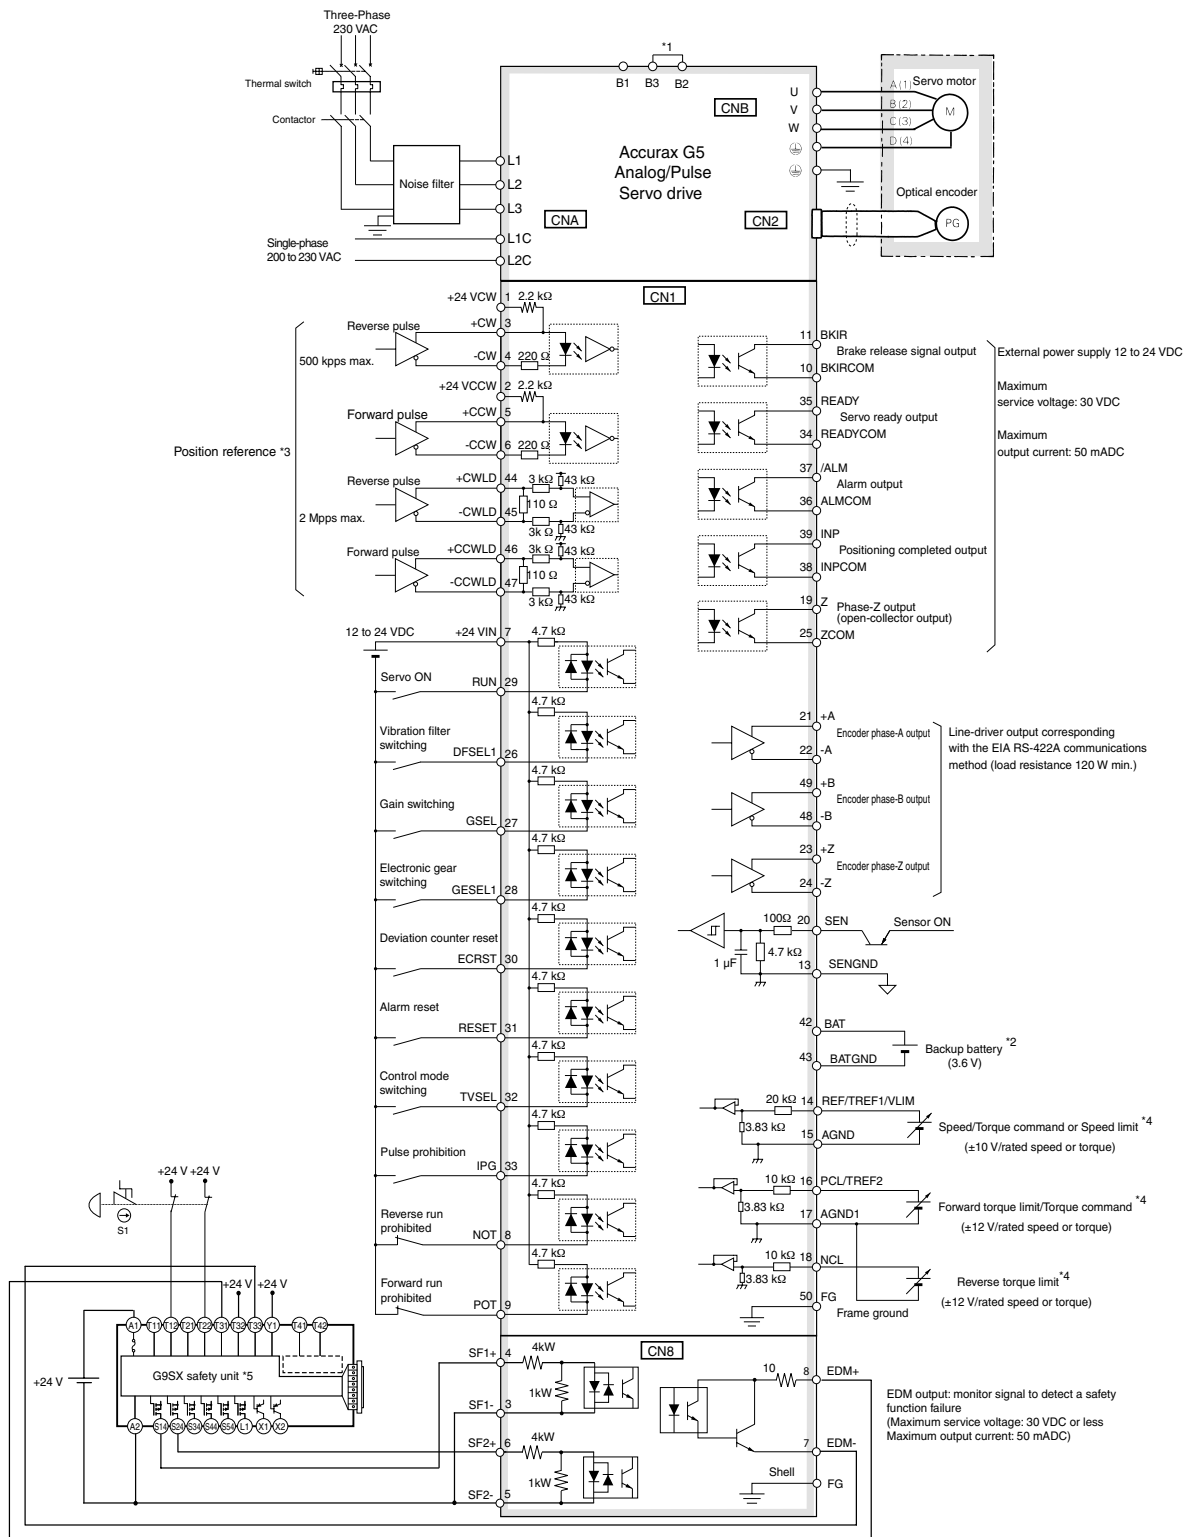 Three-Phase
230 VAC
Thermal switch
Contactor
Noise filter
Single-phase
200 to 230 VAC
*1
B1 B3 B2
CNB
L1
L2
L3
L1C
L2C
CNA
Accurax G5
Analog/Pulse
Servo drive
CN2
U
V
W
A (1)
B (2)
C (3)
D (4)
Servo motor
M
Optical encoder
PG
CN1
+24 VCW 1 2.2 kΩ
Reverse pulse
+CW 3
-CW 4 220 Ω
500 kpps max.
+24 VCCW 2 2.2 kΩ
Forward pulse
+CCW 5
-CCW 6 220 Ω
Position reference *3
Reverse pulse
+CWLD 44 3 kΩ 43 kΩ
110 Ω
-CWLD 45 3k Ω 43 kΩ
2 Mpps max.
Forward pulse
+CCWLD 46 3k Ω 43 kΩ
110 Ω
-CCWLD 47 3 kΩ 43 kΩ
12 to 24 VDC
+24 VIN 7 4.7 kΩ
Servo ON
RUN 29
4.7 kΩ
Vibration filter
switching
DFSEL1 26
4.7 kΩ
Gain switching
GSEL 27
4.7 kΩ
Electronic gear
switching
GESEL1 28
4.7 kΩ
Deviation counter reset
ECRST 30
4.7 kΩ
Alarm reset
RESET 31
4.7 kΩ
Control mode
switching
TVSEL 32
4.7 kΩ
Pulse prohibition
IPG 33
4.7 kΩ
Reverse run
prohibited
NOT 8
4.7 kΩ
Forward run
prohibited
POT 9
11 BKIR
Brake release signal output
10 BKIRCOM
35 READY
Servo ready output
34 READYCOM
37 /ALM
Alarm output
36 ALMCOM
39 INP
Positioning completed output
38 INPCOM
19 Z
Phase-Z output
(open-collector output)
25 ZCOM
External power supply 12 to 24 VDC
Maximum
service voltage: 30 VDC
Maximum
output current: 50 mADC
21 +A
Encoder phase-A output
22 -A
49 +B
Encoder phase-B output
48 -B
23 +Z
Encoder phase-Z output
24 -Z
Line-driver output corresponding
with the EIA RS-422A communications
method (load resistance 120 W min.)
100Ω 20 SEN
Sensor ON
4.7 kΩ
1 µF
13 SENGND
42 BAT
Backup battery *2
(3.6 V)
43 BATGND
20 kΩ 14 REF/TREF1/VLIM
3.83 kΩ
15 AGND
Speed/Torque command or Speed limit *4
(±10 V/rated speed or torque)
10 kΩ 16 PCL/TREF2
3.83 kΩ
17 AGND1
Forward torque limit/Torque command *4
(±12 V/rated speed or torque)
10 kΩ 18 NCL
3.83 kΩ
Reverse torque limit*4
(±12 V/rated speed or torque)
50 FG
Frame ground
+24 V +24 V
S1
+24 V +24 V
A1 T11 T12 T21 T22 T31 T32 T33 Y1 T41 T42
+24 V
G9SX safety unit *5
A2 S14 S24 S34 S44 S54 L1 X1 X2
CN8
SF1+ 4 4kW
1kW
SF1- 3
SF2+ 6 4kW
1kW
SF2- 5
10 8 EDM+
7 EDM-
Shell
FG
EDM output: monitor signal to detect a safety
function failure
(Maximum service voltage: 30 VDC or less
Maximum output current: 50 mADC)